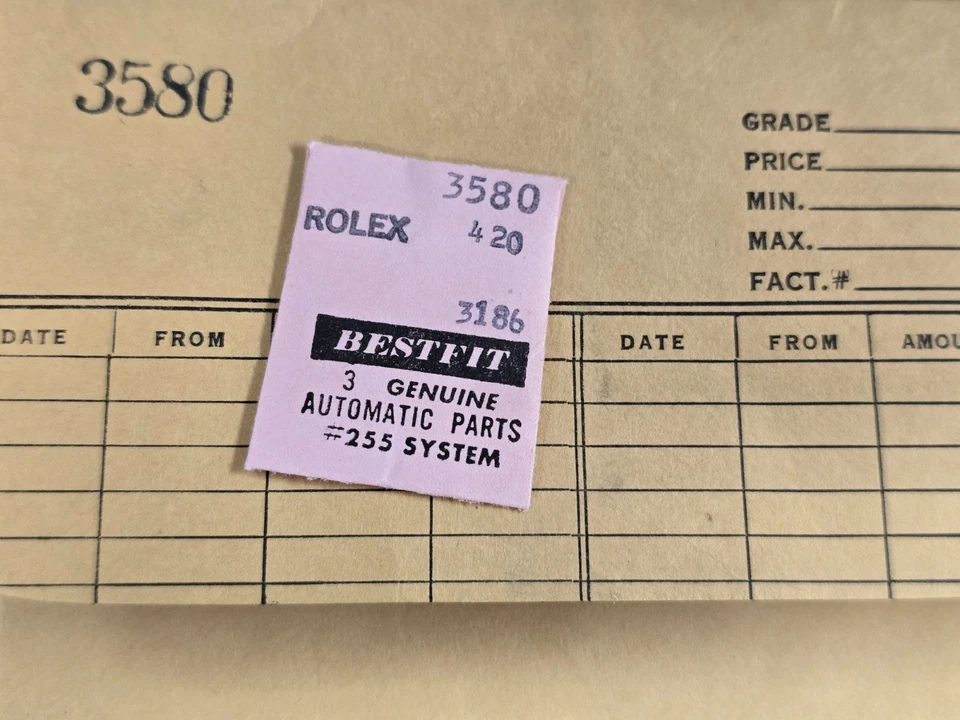 3580
GRADE
PRICE
MIN.
MAX.
FACT.#
3580
ROLEX 420
3186
BESTFIT
3 GENUINE
AUTOMATIC PARTS
#255 SYSTEM
DATE FROM DATE FROM AMOU